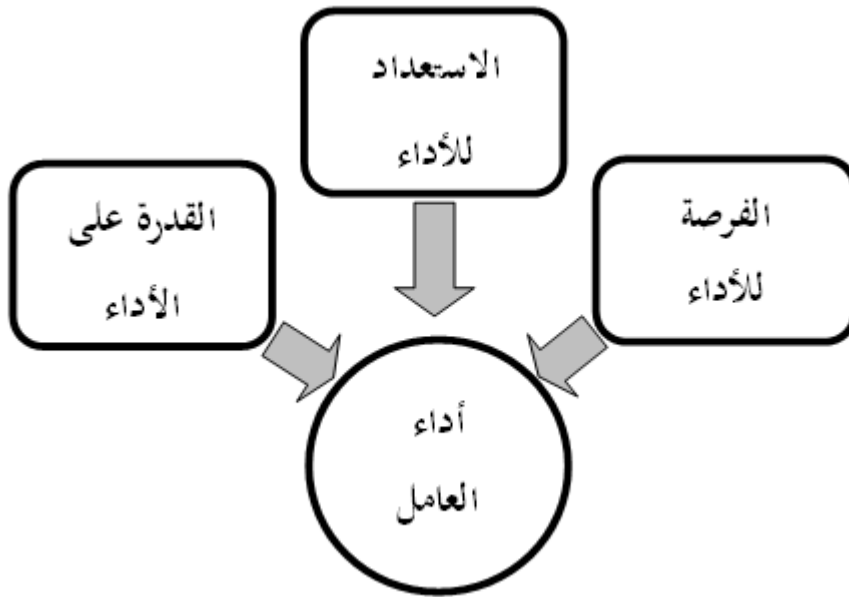 الاستعداد
للأداء
الفرصة
للأداء
القدرة على
الأداء
أداء
العامل